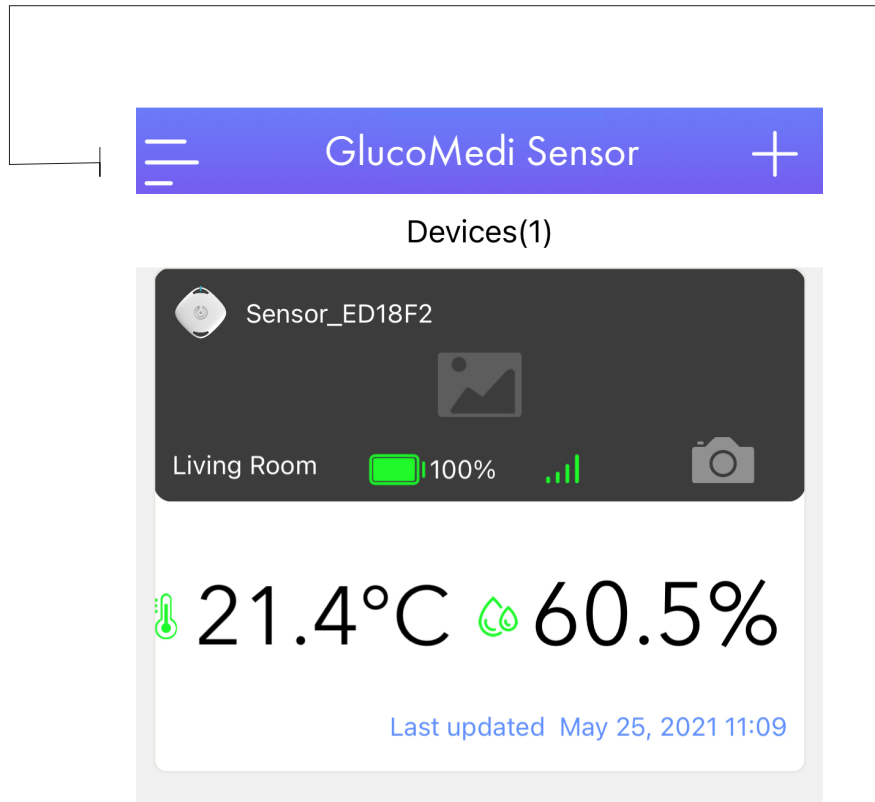 GlucoMedi Sensor
Devices(1)
Sensor_ED18F2
Living Room 100%
21.4°C 60.5%
Last updated May 25, 2021 11:09